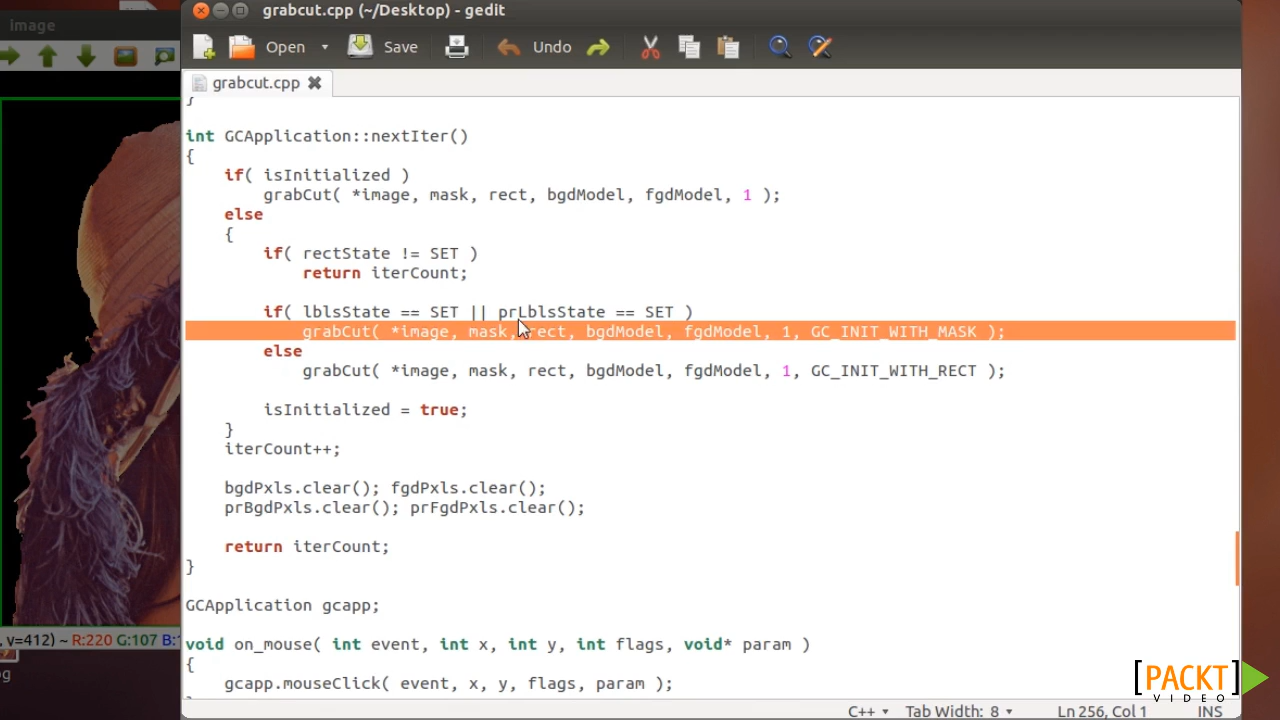 grabcut.cpp (~/Desktop) - gedit
image
Open Save Undo
grabcut.cpp
}
int GCApplication::nextIter()
{
if( isInitialized )
grabCut( *image, mask, rect, bgdModel, fgdModel, 1 );
else
{
if( rectState != SET )
return iterCount;
if( lblsState == SET || prLblsState == SET )
grabCut( *image, mask, rect, bgdModel, fgdModel, 1, GC_INIT_WITH_MASK );
else
grabCut( *image, mask, rect, bgdModel, fgdModel, 1, GC_INIT_WITH_RECT );
isInitialized = true;
}
iterCount++;
bgdPxls.clear(); fgdPxls.clear();
prBgdPxls.clear(); prFgdPxls.clear();
return iterCount;
}
GCApplication gcapp;
void on_mouse( int event, int x, int y, int flags, void* param )
{
gcapp.mouseClick( event, x, y, flags, param );
, v=412) ~ R:220 G:107 B:
[PACKT]
VIDEO
C++ Tab Width: 8 Ln 256, Col 1 INS